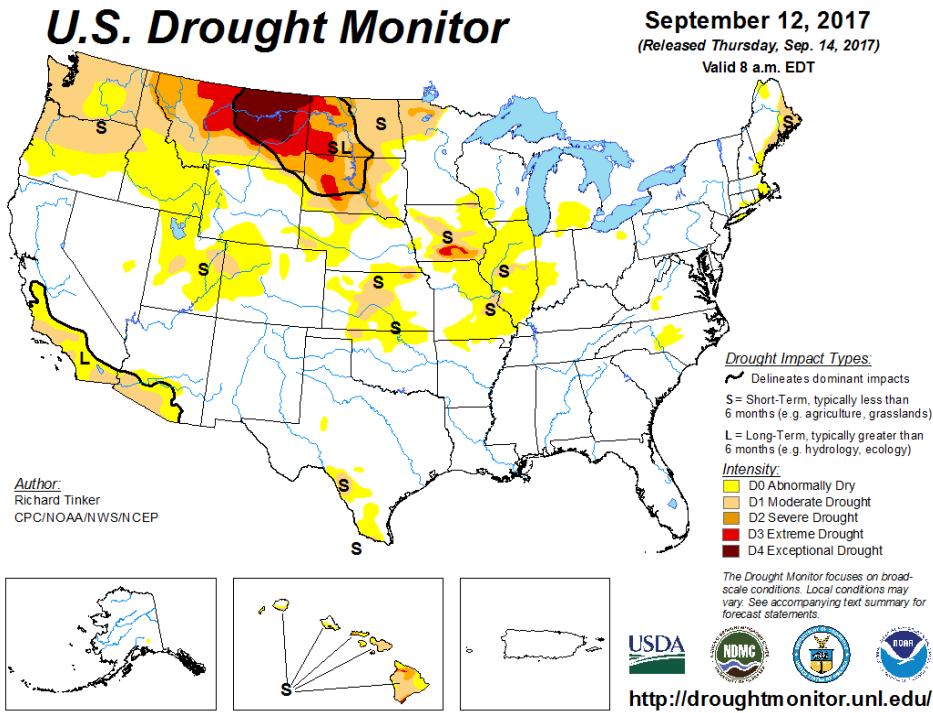 U.S. Drought Monitor
September 12, 2017
(Released Thursday, Sep. 14, 2017)
Valid 8 a.m. EDT
S
S
S L
S
S
S
S
S
S
S
S
L
S
S
Drought Impact Types:
Delineates dominant impacts
S = Short-Term, typically less than
6 months (e.g. agriculture, grasslands)
L = Long-Term, typically greater than
6 months (e.g. hydrology, ecology)
Intensity:
D0 Abnormally Dry
D1 Moderate Drought
D2 Severe Drought
D3 Extreme Drought
D4 Exceptional Drought
Author:
Richard Tinker
CPC/NOAA/NWS/NCEP
S
The Drought Monitor focuses on broad-
scale conditions. Local conditions may
vary. See accompanying text summary for
forecast statements.
USDA
NDMC
NOAA
http://droughtmonitor.unl.edu/